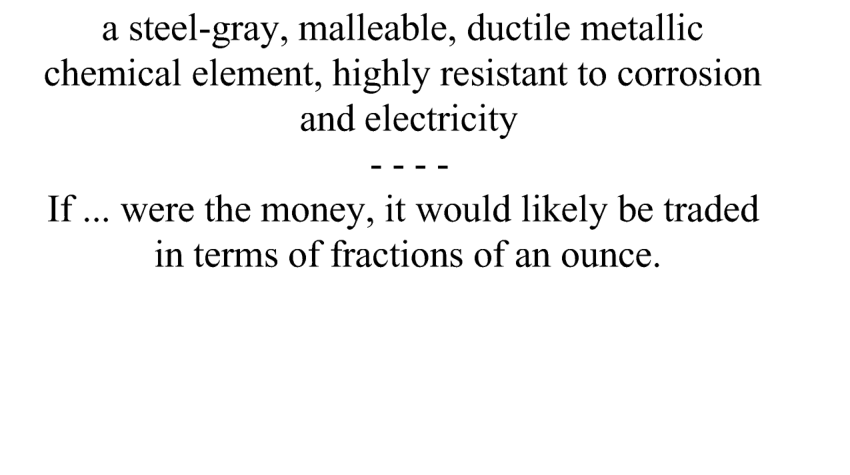 a steel-gray, malleable, ductile metallic
chemical element, highly resistant to corrosion
and electricity
- - - -
If ... were the money, it would likely be traded
in terms of fractions of an ounce.